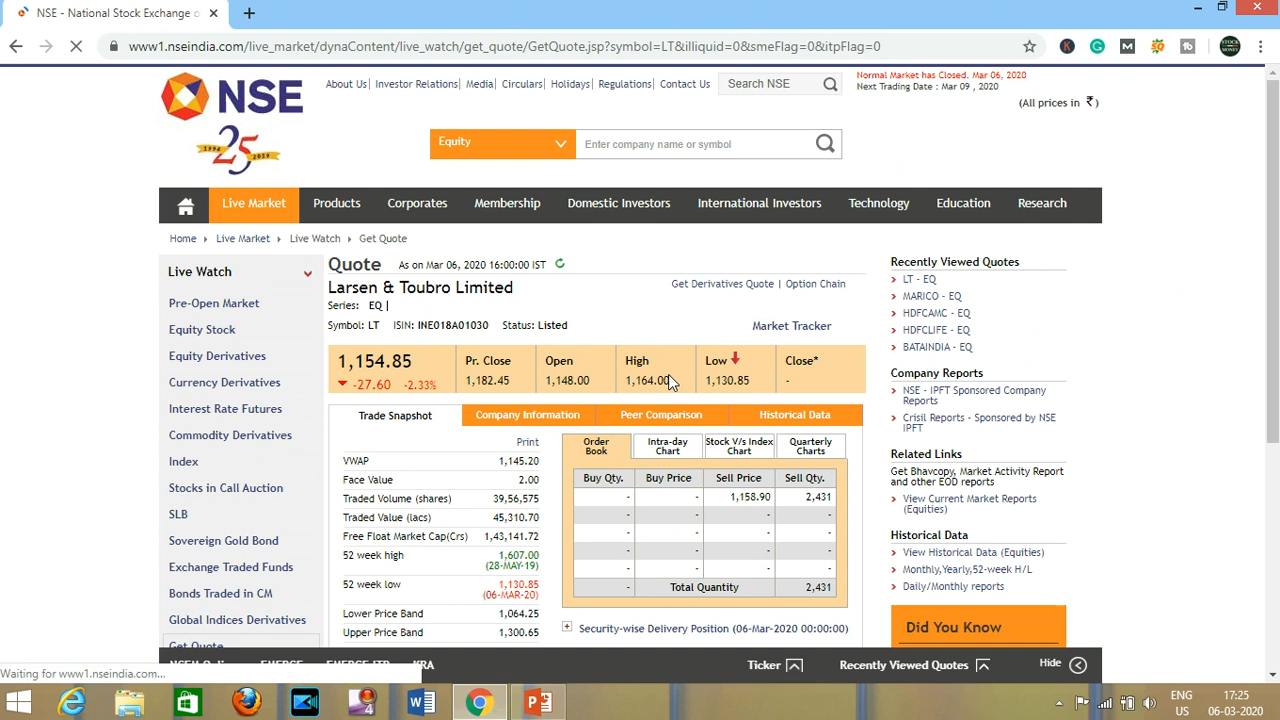 NSE - National Stock Exchange o
www1.nseindia.com/live_market/dynaContent/live_watch/get_quote/GetQuote.jsp?symbol=LT&illiquid=0&smeFlag=0&itpFlag=0
NSE
1994 25 2019
About Us| Investor Relations| Media| Circulars| Holidays| Regulations| Contact Us
Search NSE
Normal Market has Closed. Mar 06, 2020
Next Trading Date : Mar 09 , 2020
(All prices in ₹)
Equity
Enter company name or symbol
Live Market Products Corporates Membership Domestic Investors International Investors Technology Education Research
Home Live Market Live Watch Get Quote
Live Watch
Pre-Open Market
Equity Stock
Equity Derivatives
Currency Derivatives
Interest Rate Futures
Commodity Derivatives
Index
Stocks in Call Auction
SLB
Sovereign Gold Bond
Exchange Traded Funds
Bonds Traded in CM
Global Indices Derivatives
Get Quote
Quote As on Mar 06, 2020 16:00:00 IST
Larsen & Toubro Limited
Get Derivatives Quote | Option Chain
Series: EQ |
Symbol: LT ISIN: INE018A01030 Status: Listed
Market Tracker
1,154.85 Pr. Close Open High Low Close*
-27.60 -2.33% 1,182.45 1,148.00 1,164.00 1,130.85 -
Trade Snapshot Company Information Peer Comparison Historical Data
Print
VWAP 1,145.20
Face Value 2.00
Traded Volume (shares) 39,56,575
Traded Value (lacs) 45,310.70
Free Float Market Cap(Crs) 1,43,141.72
52 week high 1,607.00
(28-MAY-19)
52 week low 1,130.85
(06-MAR-20)
Lower Price Band 1,064.25
Upper Price Band 1,300.65
Order Book
Intra-day Chart
Stock V/s Index Chart
Quarterly Charts
Buy Qty. Buy Price Sell Price Sell Qty.
- - 1,158.90 2,431
- - - -
- - - -
- - - -
- - - -
- Total Quantity 2,431
Security-wise Delivery Position (06-Mar-2020 00:00:00)
Recently Viewed Quotes
LT - EQ
MARICO - EQ
HDFCAMC - EQ
HDFCLIFE - EQ
BATAINDIA - EQ
Company Reports
NSE - IPFT Sponsored Company
Reports
Crisil Reports - Sponsored by NSE
IPFT
Related Links
Get Bhavcopy, Market Activity Report
and other EOD reports
View Current Market Reports
(Equities)
Historical Data
View Historical Data (Equities)
Monthly,Yearly,52-week H/L
Daily/Monthly reports
Did You Know
KRA
Ticker Recently Viewed Quotes Hide
Waiting for www1.nseindia.com...
ENG 17:25
US 06-03-2020